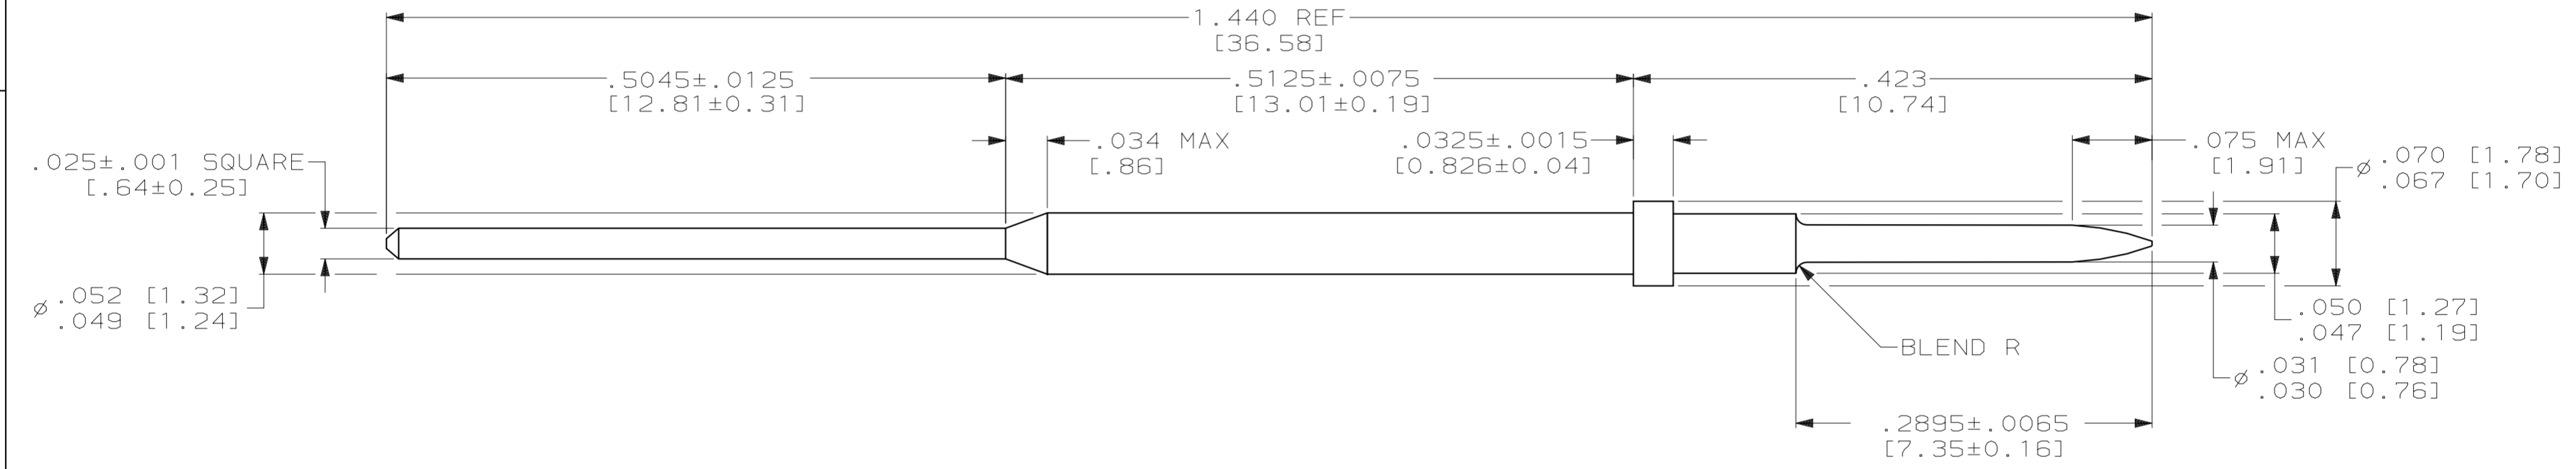 1.440 REF
[36.58]
.5045±.0125
[12.81±0.31]
.5125±.0075
[13.01±0.19]
.423
[10.74]
.025±.001 SQUARE
[.64±0.25]
.034 MAX
[.86]
.0325±.0015
[0.826±0.04]
.075 MAX
[1.91]
⌀ .070 [1.78]
.067 [1.70]
⌀ .052 [1.32]
.049 [1.24]
BLEND R
.050 [1.27]
.047 [1.19]
⌀ .031 [0.78]
.030 [0.76]
.2895±.0065
[7.35±0.16]